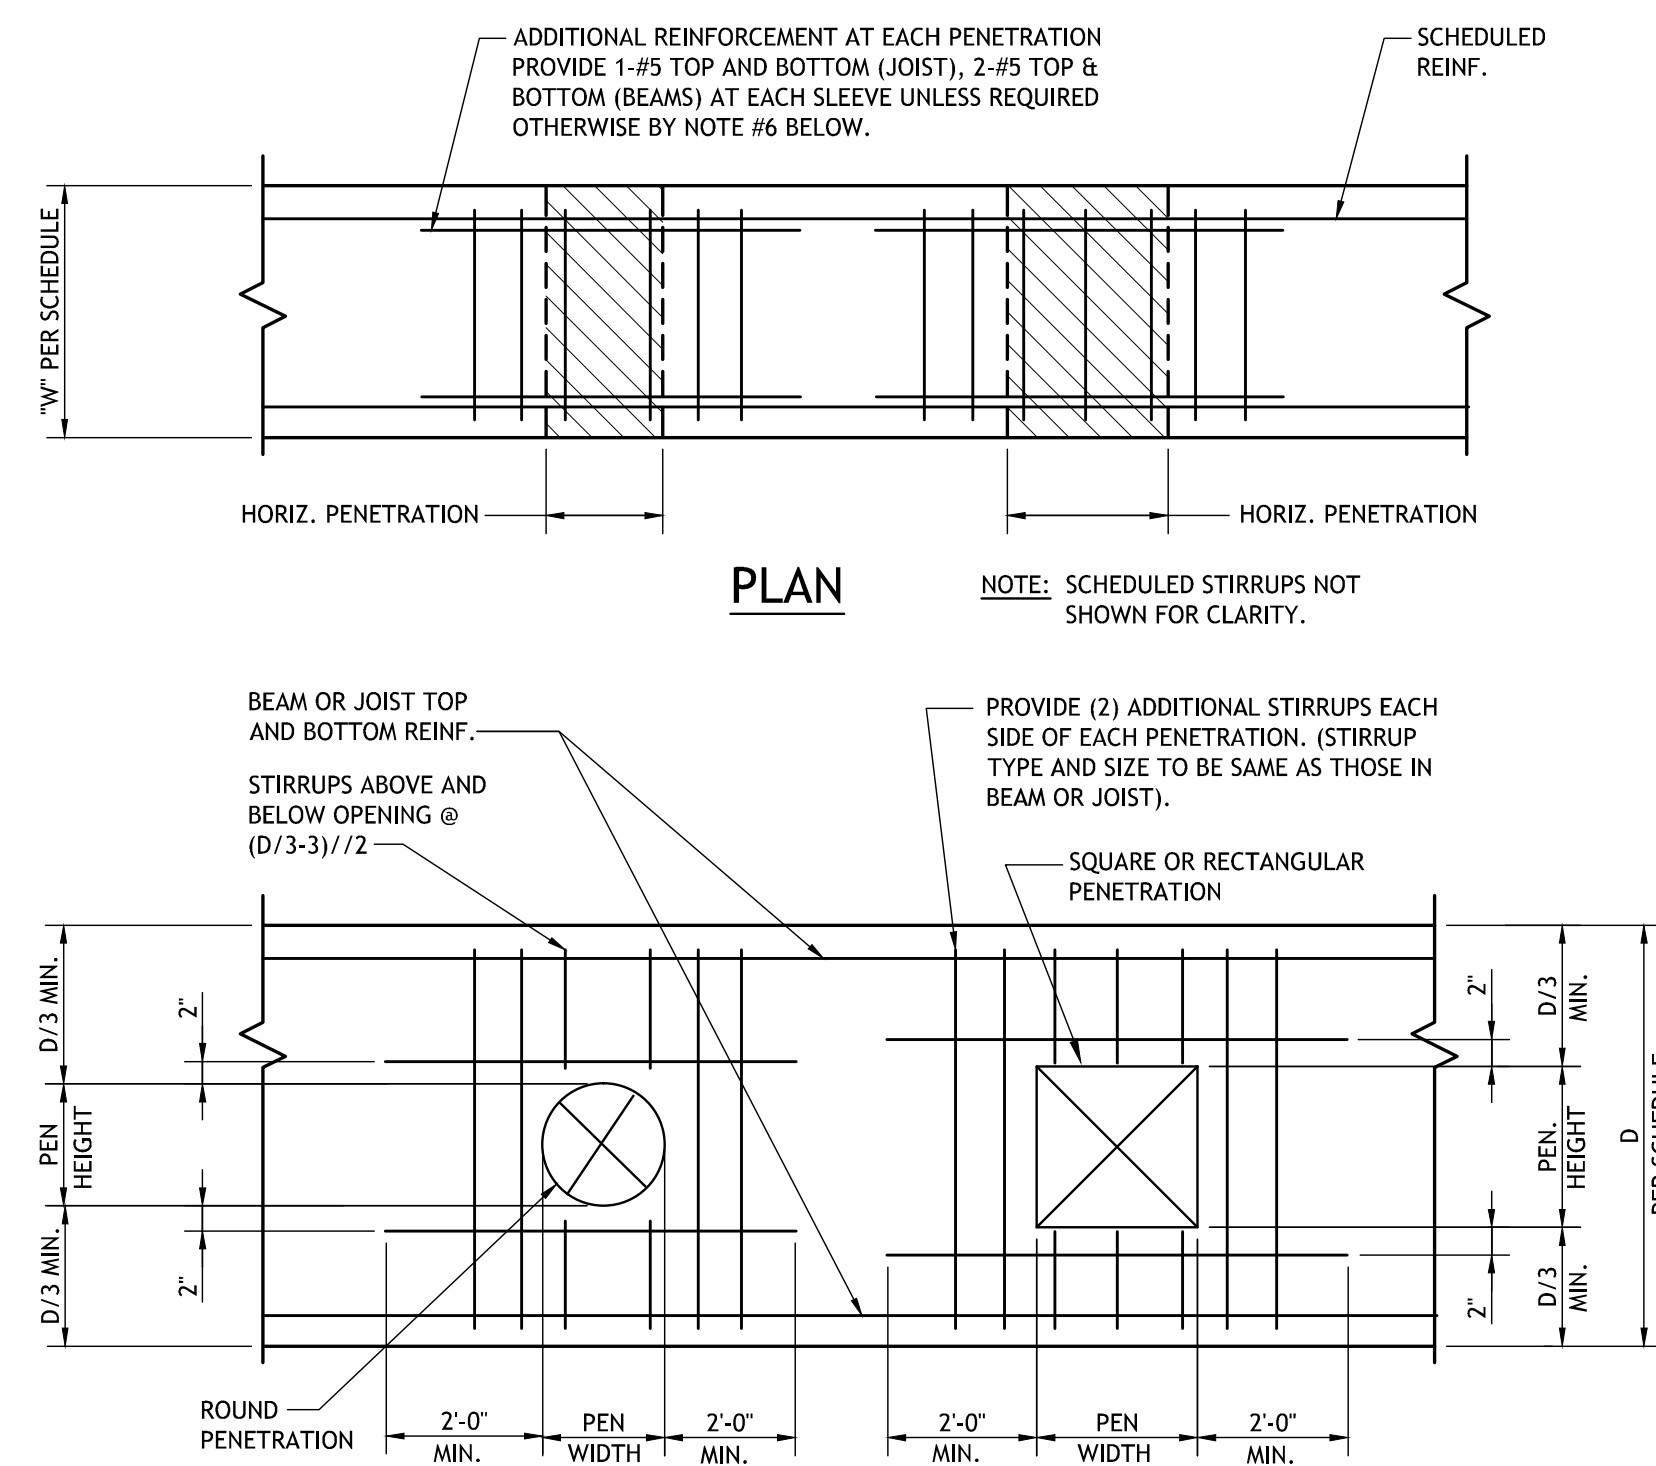 ADDITIONAL REINFORCEMENT AT EACH PENETRATION
PROVIDE 1-#5 TOP AND BOTTOM (JOIST), 2-#5 TOP &
BOTTOM (BEAMS) AT EACH SLEEVE UNLESS REQUIRED
OTHERWISE BY NOTE #6 BELOW.
SCHEDULED
REINF.
"W" PER SCHEDULE
HORIZ. PENETRATION
HORIZ. PENETRATION
PLAN
NOTE: SCHEDULED STIRRUPS NOT
SHOWN FOR CLARITY.
BEAM OR JOIST TOP
AND BOTTOM REINF.
STIRRUPS ABOVE AND
BELOW OPENING @
(D/3-3)//2
PROVIDE (2) ADDITIONAL STIRRUPS EACH
SIDE OF EACH PENETRATION. (STIRRUP
TYPE AND SIZE TO BE SAME AS THOSE IN
BEAM OR JOIST).
SQUARE OR RECTANGULAR
PENETRATION
D/3 MIN.
2"
PEN
HEIGHT
D/3 MIN.
2"
2"
D/3
MIN.
PEN.
HEIGHT
D
PER SCHEDULE
2"
D/3
MIN.
ROUND
PENETRATION
2'-0"
MIN.
PEN
WIDTH
2'-0"
MIN.
2'-0"
MIN.
PEN
WIDTH
2'-0"
MIN.